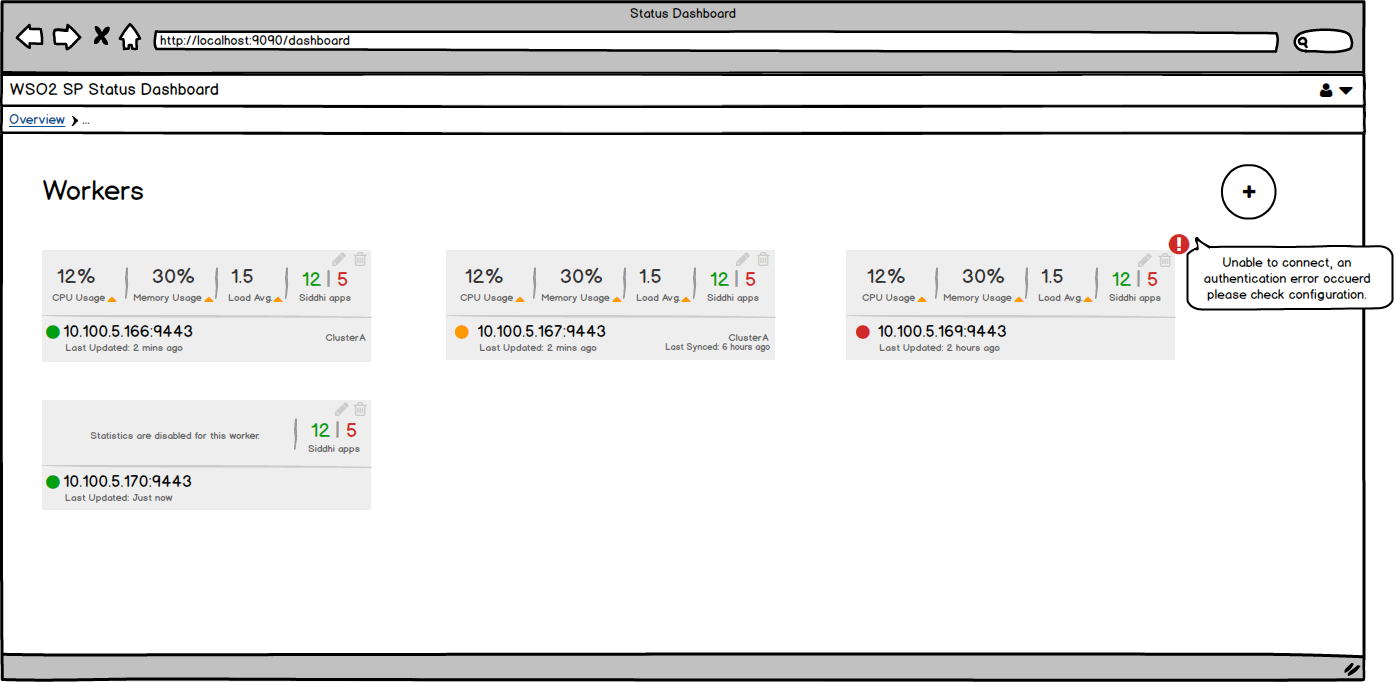 Status Dashboard
http://localhost:9090/dashboard
WSO2 SP Status Dashboard
Overview > ...
Workers
+
12% 30% 1.5 12 | 5
CPU Usage Memory Usage Load Avg. Siddhi apps
10.100.5.166:9443
Last Updated: 2 mins ago
ClusterA
12% 30% 1.5 12 | 5
CPU Usage Memory Usage Load Avg. Siddhi apps
10.100.5.167:9443
Last Updated: 2 mins ago
ClusterA
Last Synced: 6 hours ago
12% 30% 1.5 12 | 5
CPU Usage Memory Usage Load Avg. Siddhi apps
10.100.5.169:9443
Last Updated: 2 hours ago
!
Unable to connect, an
authentication error occuerd
please check configuration.
Statistics are disabled for this worker.
12 | 5
Siddhi apps
10.100.5.170:9443
Last Updated: Just now